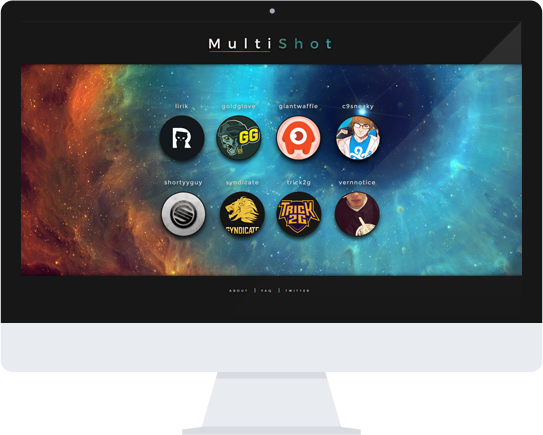 MultiShot
lirik goldglove giantwaffle c9sneaky
GG
shortyyguy syndicate trick2g vernnotice
SYNDICATE TRICK 2G
ABOUT | FAQ | TWITTER